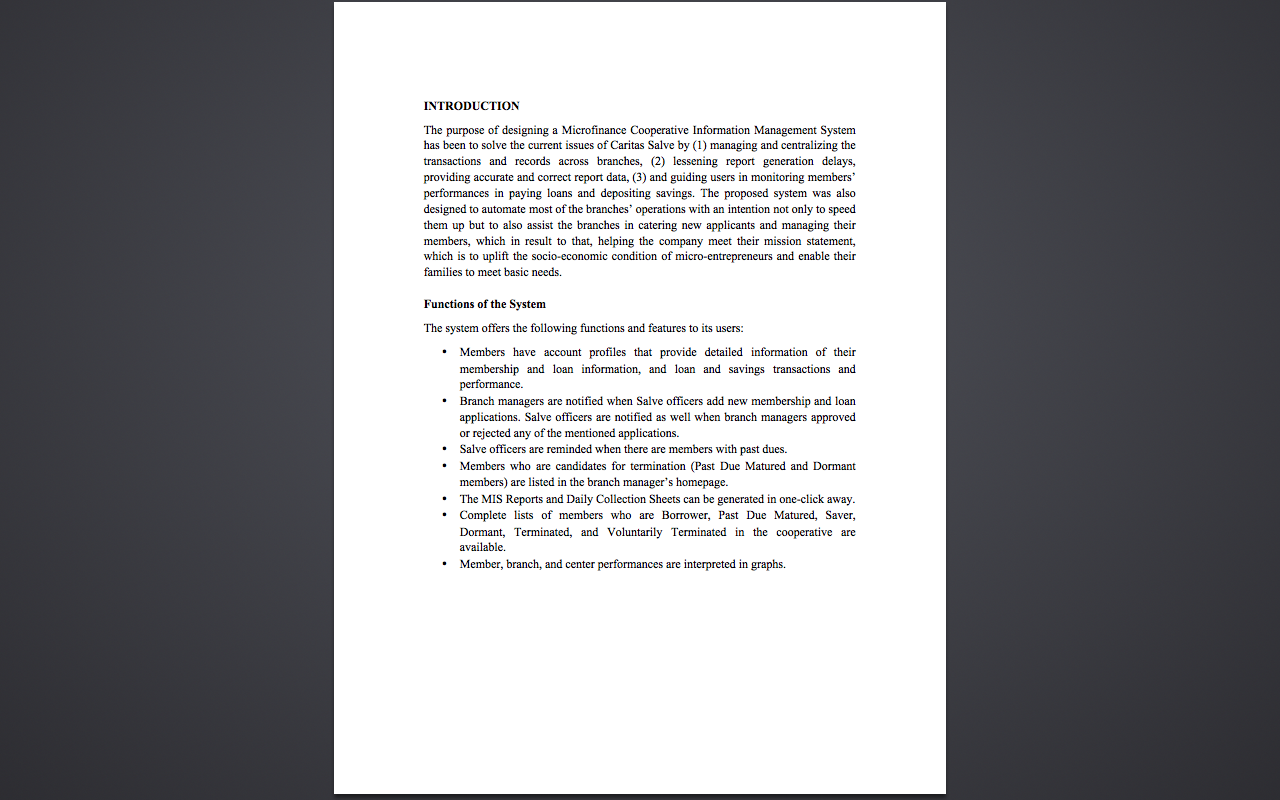 INTRODUCTION
The purpose of designing a Microfinance Cooperative Information Management System
has been to solve the current issues of Caritas Salve by (1) managing and centralizing the
transactions and records across branches, (2) lessening report generation delays,
providing accurate and correct report data, (3) and guiding users in monitoring members’
performances in paying loans and depositing savings. The proposed system was also
designed to automate most of the branches’ operations with an intention not only to speed
them up but to also assist the branches in catering new applicants and managing their
members, which in result to that, helping the company meet their mission statement,
which is to uplift the socio-economic condition of micro-entrepreneurs and enable their
families to meet basic needs.
Functions of the System
The system offers the following functions and features to its users:
• Members have account profiles that provide detailed information of their
membership and loan information, and loan and savings transactions and
performance.
• Branch managers are notified when Salve officers add new membership and loan
applications. Salve officers are notified as well when branch managers approved
or rejected any of the mentioned applications.
• Salve officers are reminded when there are members with past dues.
• Members who are candidates for termination (Past Due Matured and Dormant
members) are listed in the branch manager’s homepage.
• The MIS Reports and Daily Collection Sheets can be generated in one-click away.
• Complete lists of members who are Borrower, Past Due Matured, Saver,
Dormant, Terminated, and Voluntarily Terminated in the cooperative are
available.
• Member, branch, and center performances are interpreted in graphs.